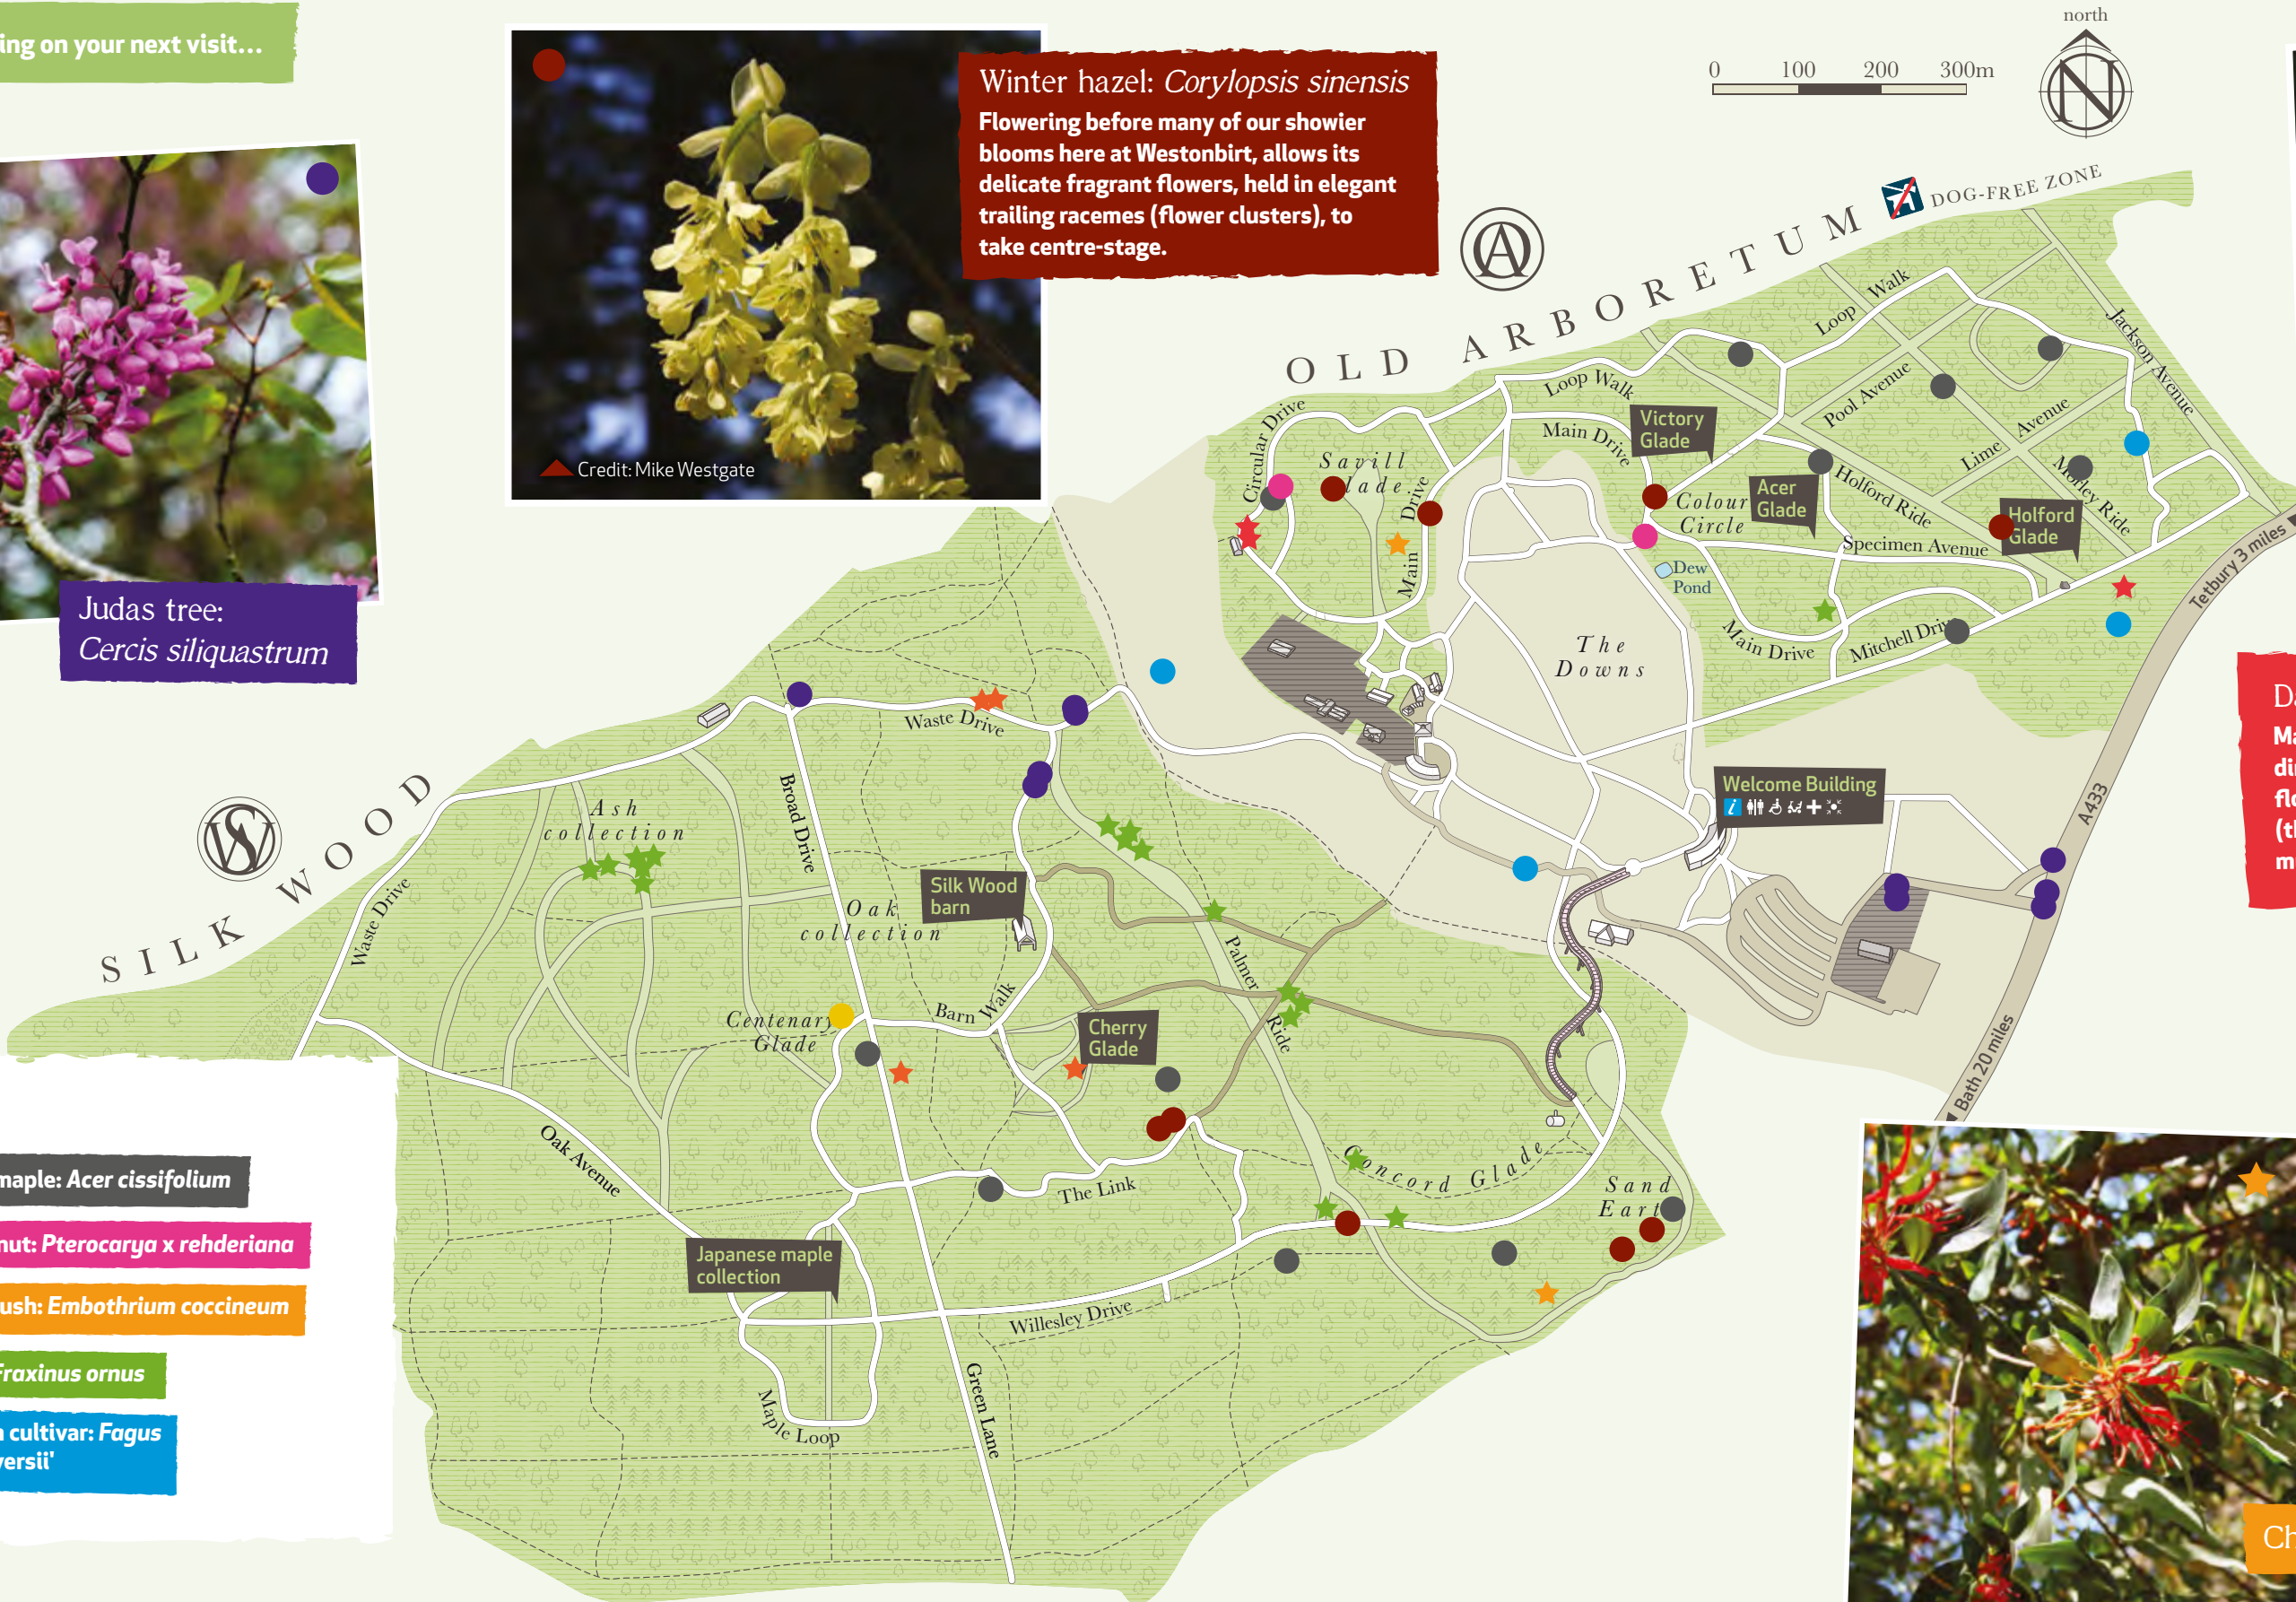 ing on your next visit...
Winter hazel: Corylopsis sinensis
Flowering before many of our showier
blooms here at Westonbirt, allows its
delicate fragrant flowers, held in elegant
trailing racemes (flower clusters), to
take centre-stage.
Credit: Mike Westgate
Judas tree:
Cercis siliquastrum
0 100 200 300m
north
N
A
OLD ARBORETUM
DOG-FREE ZONE
Loop Walk
Jackson Avenue
Loop Walk
Pool Avenue
Circular Drive
Victory
Glade
Main Drive
Lime Avenue
Savill
lade
Morley Ride
Main Drive
Acer
Glade
Holford Ride
Colour
Circle
Holford
Glade
Specimen Avenue
Dew
Pond
Tetbury 3 miles
The
Downs
Main Drive
Mitchell Drive
Waste Drive
Welcome Building
i
A433
SW
SILK WOOD
Broad Drive
Ash
collection
Silk Wood
barn
Oak
collection
Waste Drive
Palmer Ride
Barn Walk
Centenary
Glade
Cherry
Glade
Bath 20 miles
Oak Avenue
Concord Glade
The Link
Sand
Eart
Japanese maple
collection
Willesley Drive
Green Lane
Maple Loop
maple: Acer cissifolium
nut: Pterocarya x rehderiana
ush: Embothrium coccineum
Fraxinus ornus
n cultivar: Fagus
versii'
D
Ma
di
flo
(t
m
Ch